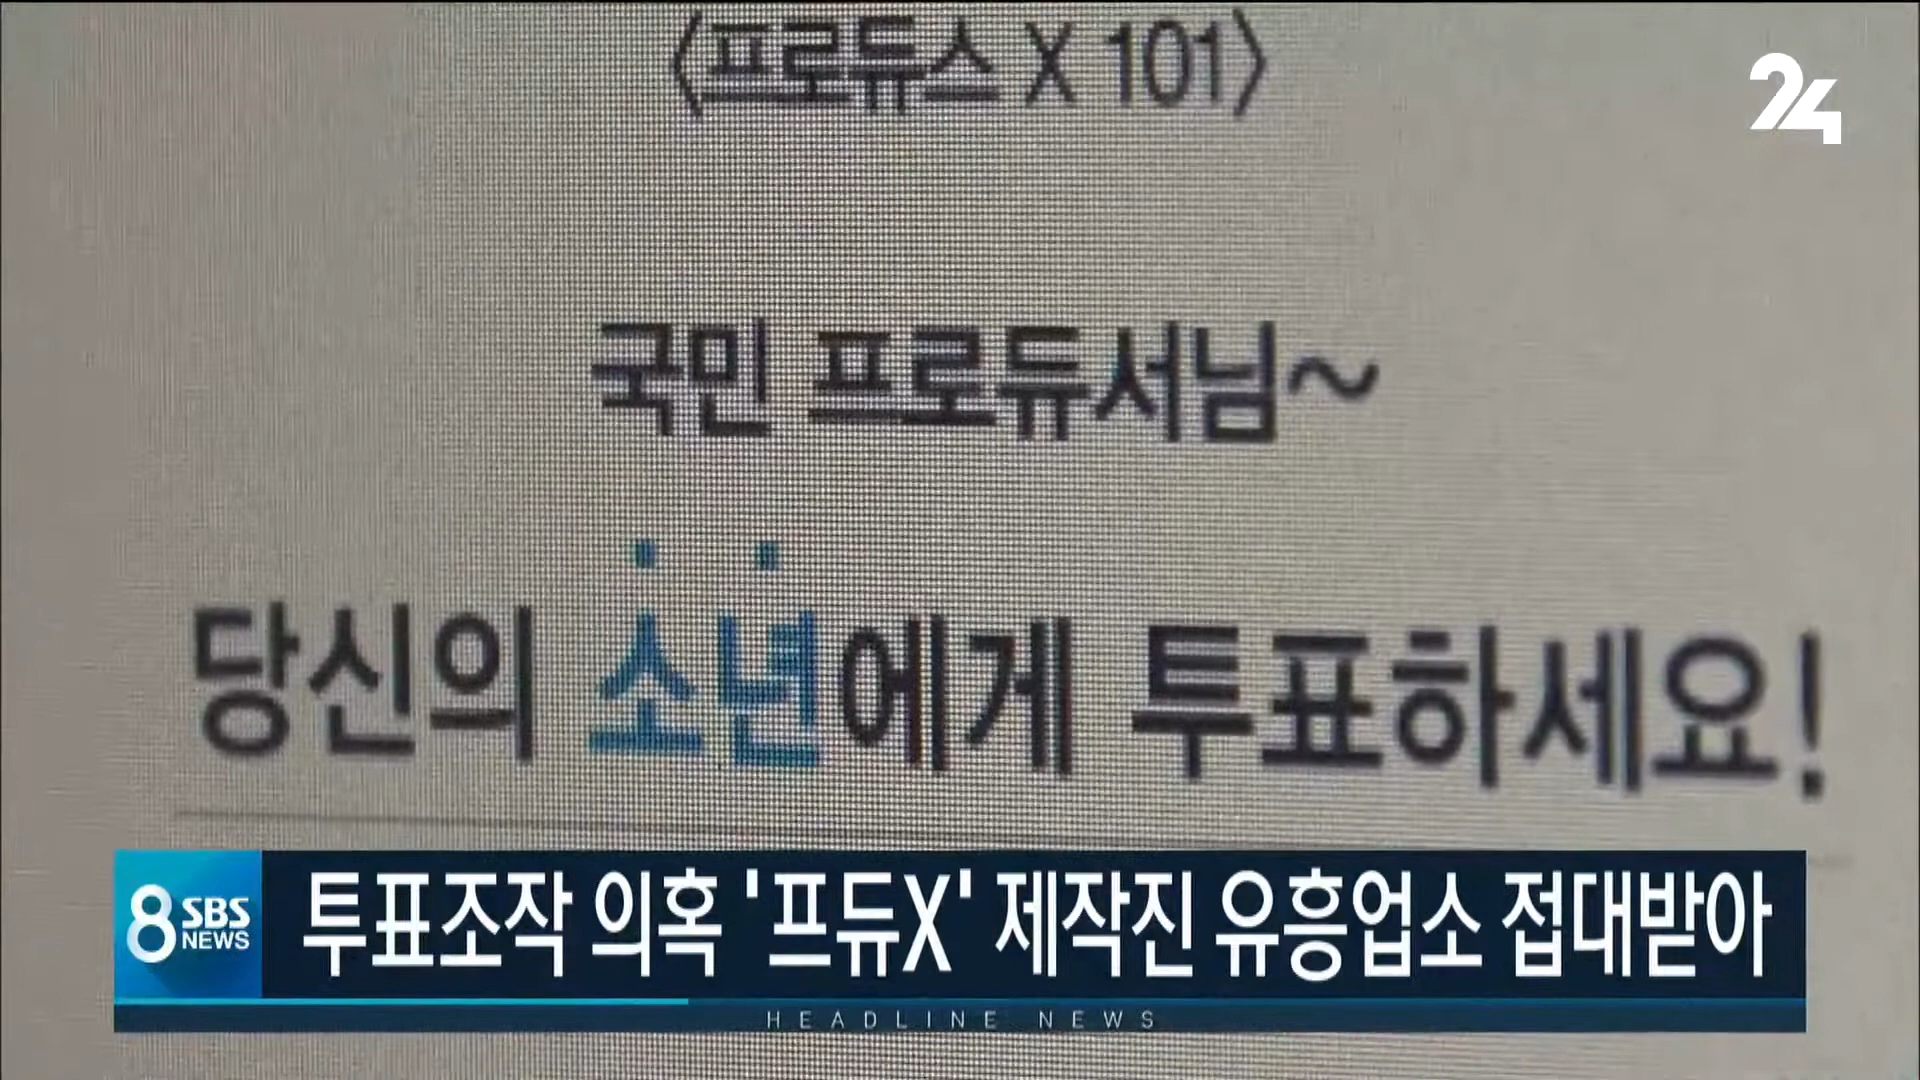 〈프로듀스 X 101〉
24
국민 프로듀서님~
당신의 소년에게 투표하세요!
8 SBS NEWS
투표조작 의혹 '프듀X' 제작진 유흥업소 접대받아
HEADLINE NEWS